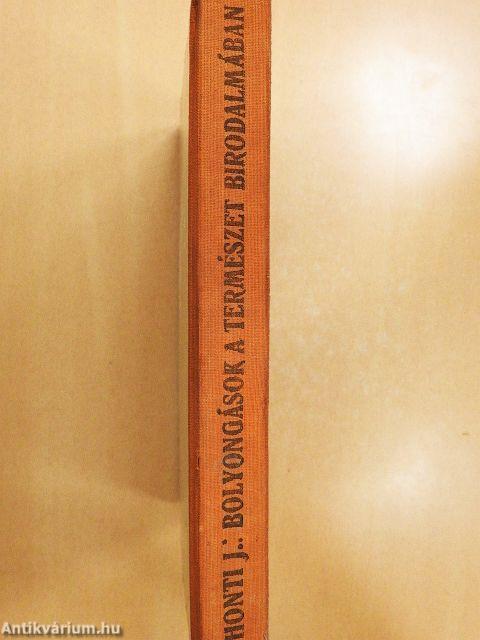 HONTI J.: BOLYONGÁSOK A TERMÉSZET BIRODALMÁBAN
Antikvárium.hu